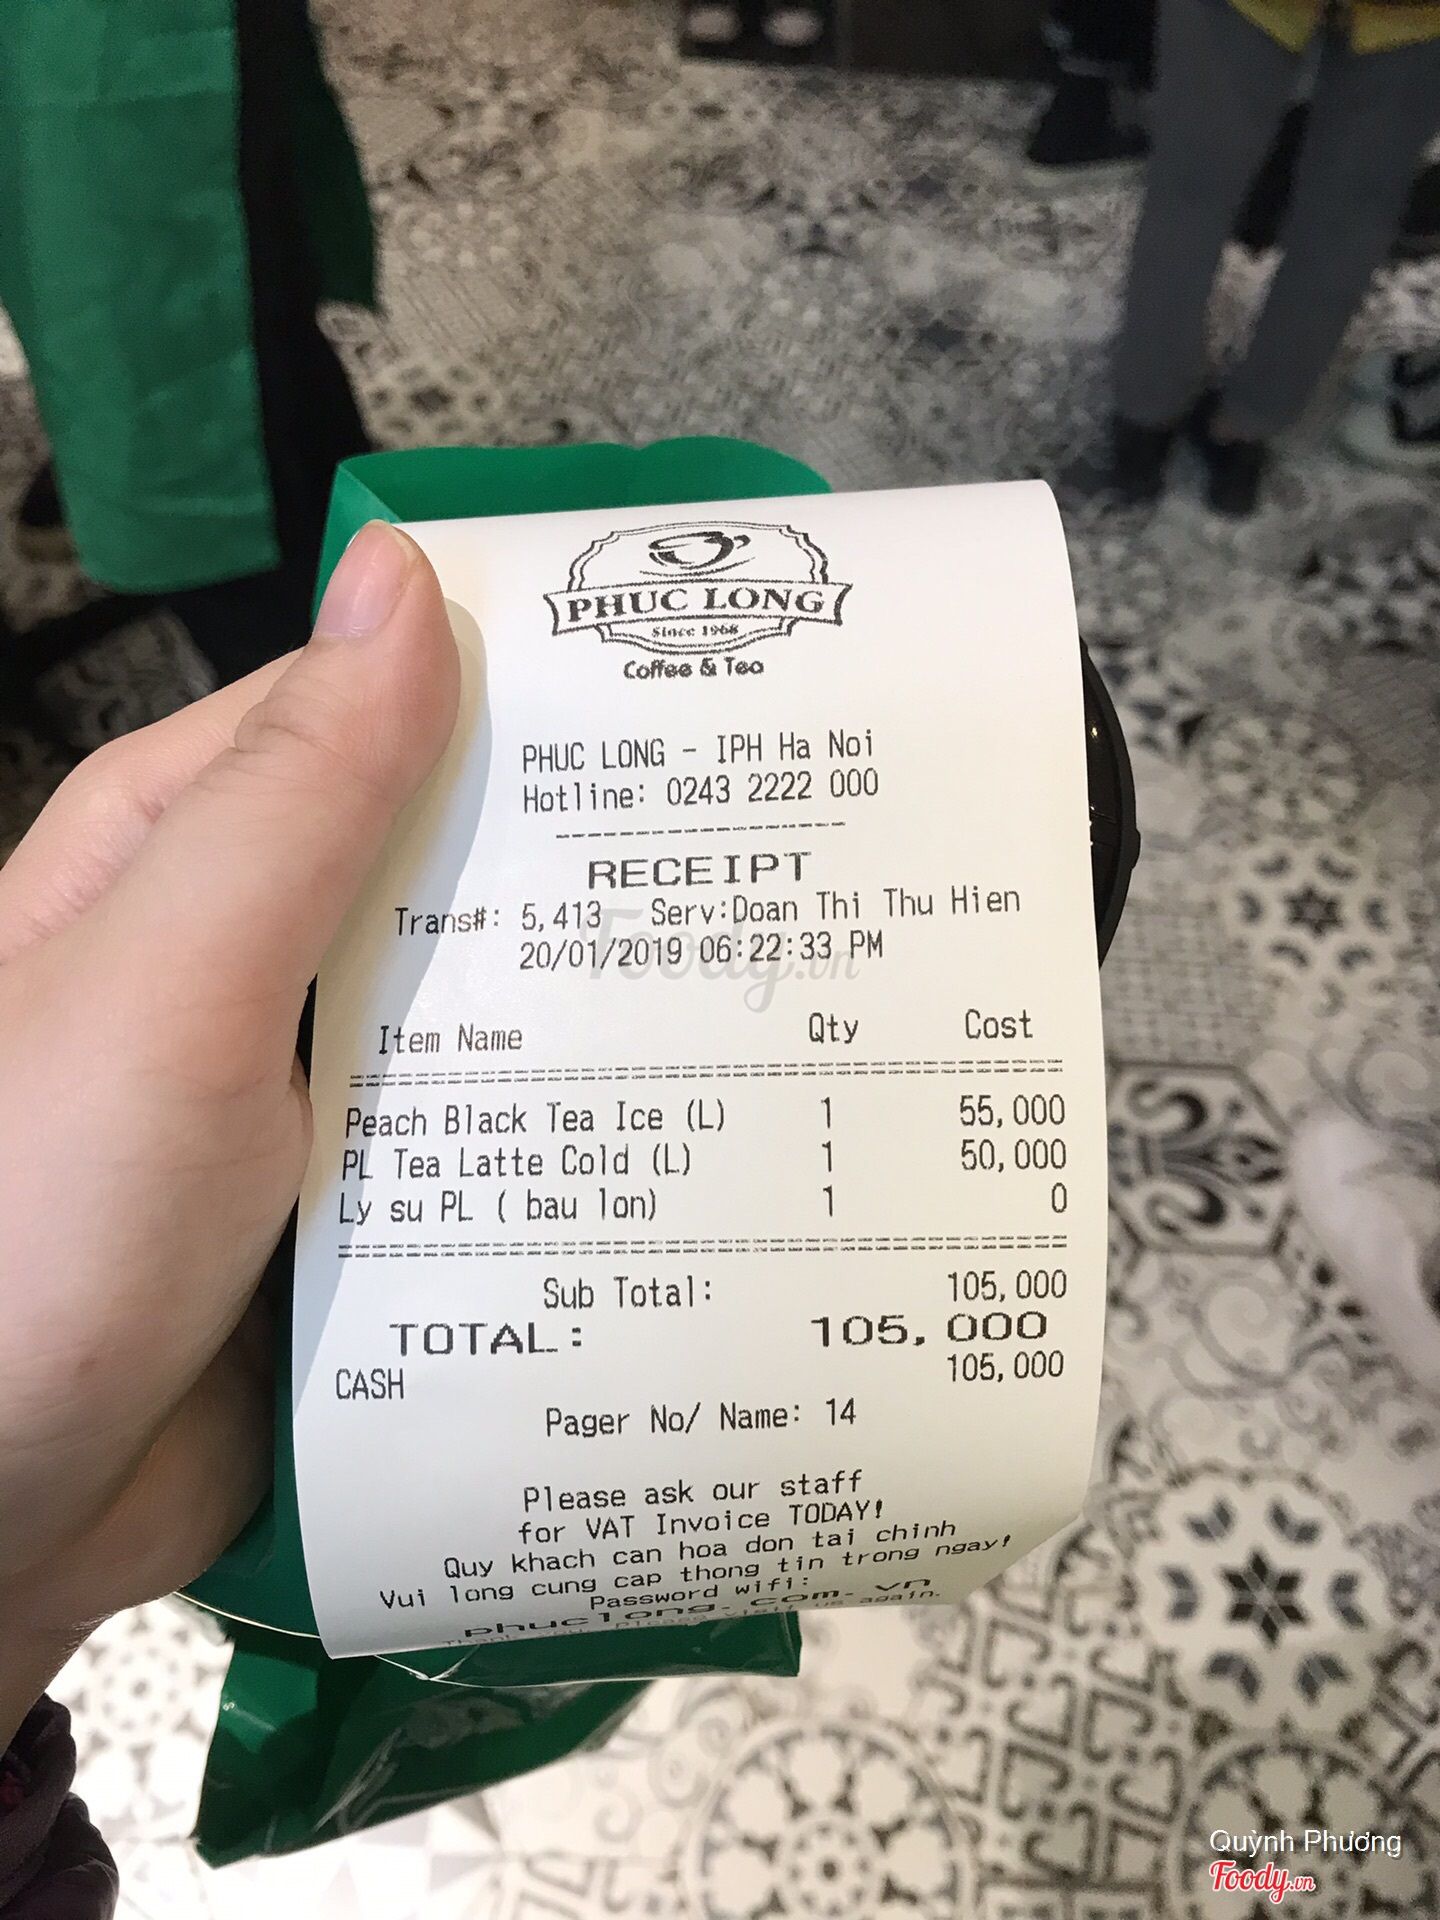 PHUC LONG
Since 1968
Coffee & Tea
PHUC LONG - IPH Ha Noi
Hotline: 0243 2222 000
RECEIPT
Trans#: 5,413 Serv:Doan Thi Thu Hien
20/01/2019 06:22:33 PM
Item Name Qty Cost
Peach Black Tea Ice (L) 1 55,000
PL Tea Latte Cold (L) 1 50,000
Ly su PL ( bau lon) 1 0
Sub Total: 105,000
TOTAL: 105,000
CASH 105,000
Pager No/ Name: 14
Please ask our staff
for VAT Invoice TODAY!
Quy khach can hoa don tai chinh
Vui long cung cap thong tin trong ngay!
Password wifi:
phuclong.com.vn
Thank you, please visit us again.
Foody.vn
Quỳnh Phương
Foody.vn